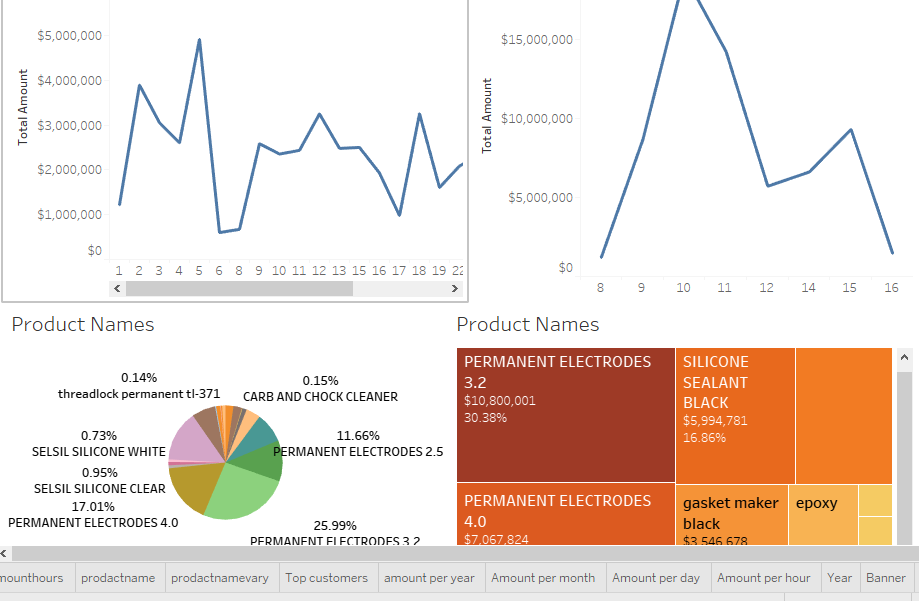 $5,000,000
$4,000,000
$3,000,000
$2,000,000
$1,000,000
$0
Total Amount
1 2 3 4 5 6 8 9 10 11 12 13 15 16 17 18 19 22
$15,000,000
$10,000,000
$5,000,000
$0
Total Amount
8 9 10 11 12 14 15 16
Product Names
0.14%
threadlock permanent tl-371
0.15%
CARB AND CHOCK CLEANER
0.73%
SELSIL SILICONE WHITE
11.66%
PERMANENT ELECTRODES 2.5
0.95%
SELSIL SILICONE CLEAR
17.01%
PERMANENT ELECTRODES 4.0
25.99%
PERMANENT ELECTRODES 3.2
Product Names
PERMANENT ELECTRODES
3.2
$10,800,001
30.38%
SILICONE
SEALANT
BLACK
$5,994,781
16.86%
PERMANENT ELECTRODES
4.0
$7,067,824
gasket maker
black
$3,546,678
epoxy
mounthours prodactname prodactnamevary Top customers amount per year Amount per month Amount per day Amount per hour Year Banner